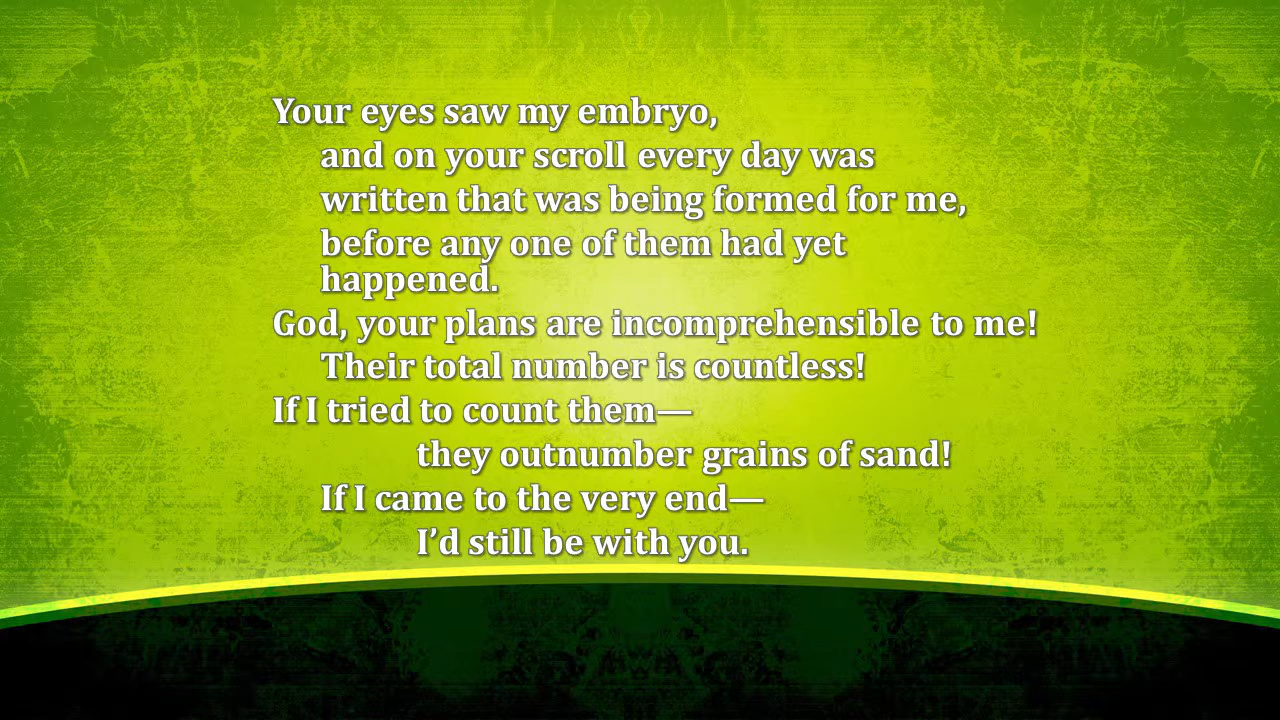 Your eyes saw my embryo,
and on your scroll every day was
written that was being formed for me,
before any one of them had yet
happened.
God, your plans are incomprehensible to me!
Their total number is countless!
If I tried to count them—
they outnumber grains of sand!
If I came to the very end—
I’d still be with you.